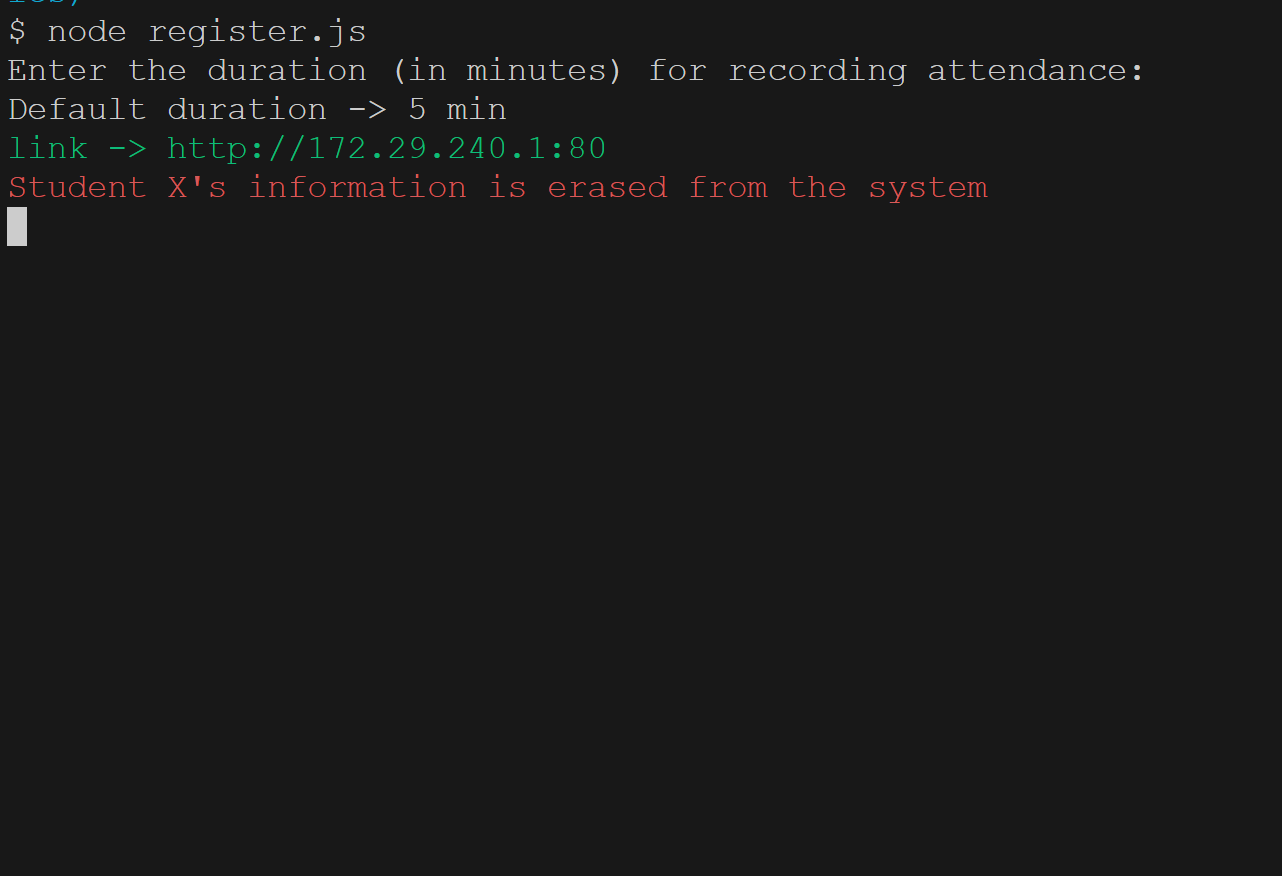 $ node register.js
Enter the duration (in minutes) for recording attendance:
Default duration -> 5 min
link -> http://172.29.240.1:80
Student X's information is erased from the system